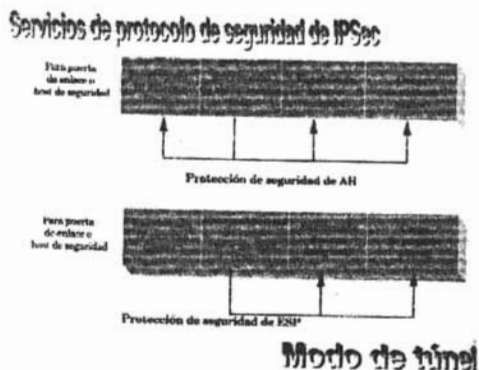 Servicios de protocolo de seguridad de IPSec
Para puerta
de enlace o
host de seguridad
Protección de seguridad de AH
Para puerta
de enlace o
host de seguridad
Protección de seguridad de ESP
Modo de túnel